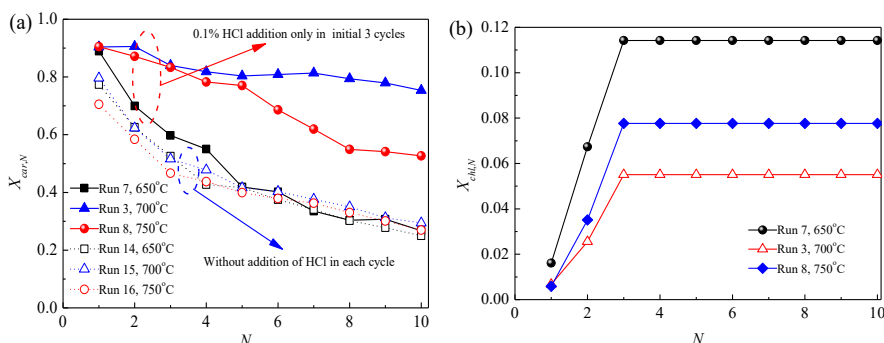 (a)
1.0
0.8
0.6
0.4
0.2
0.0
X_{car,N}
0.1% HCl addition only in initial 3 cycles
Run 7, 650°C
Run 3, 700°C
Run 8, 750°C
Run 14, 650°C
Run 15, 700°C
Run 16, 750°C
Without addition of HCl in each cycle
0 2 4 6 8 10
N
(b)
0.12
0.10
0.08
0.06
0.04
0.02
0.00
X_{chl,N}
Run 7, 650°C
Run 3, 700°C
Run 8, 750°C
0 2 4 6 8 10
N